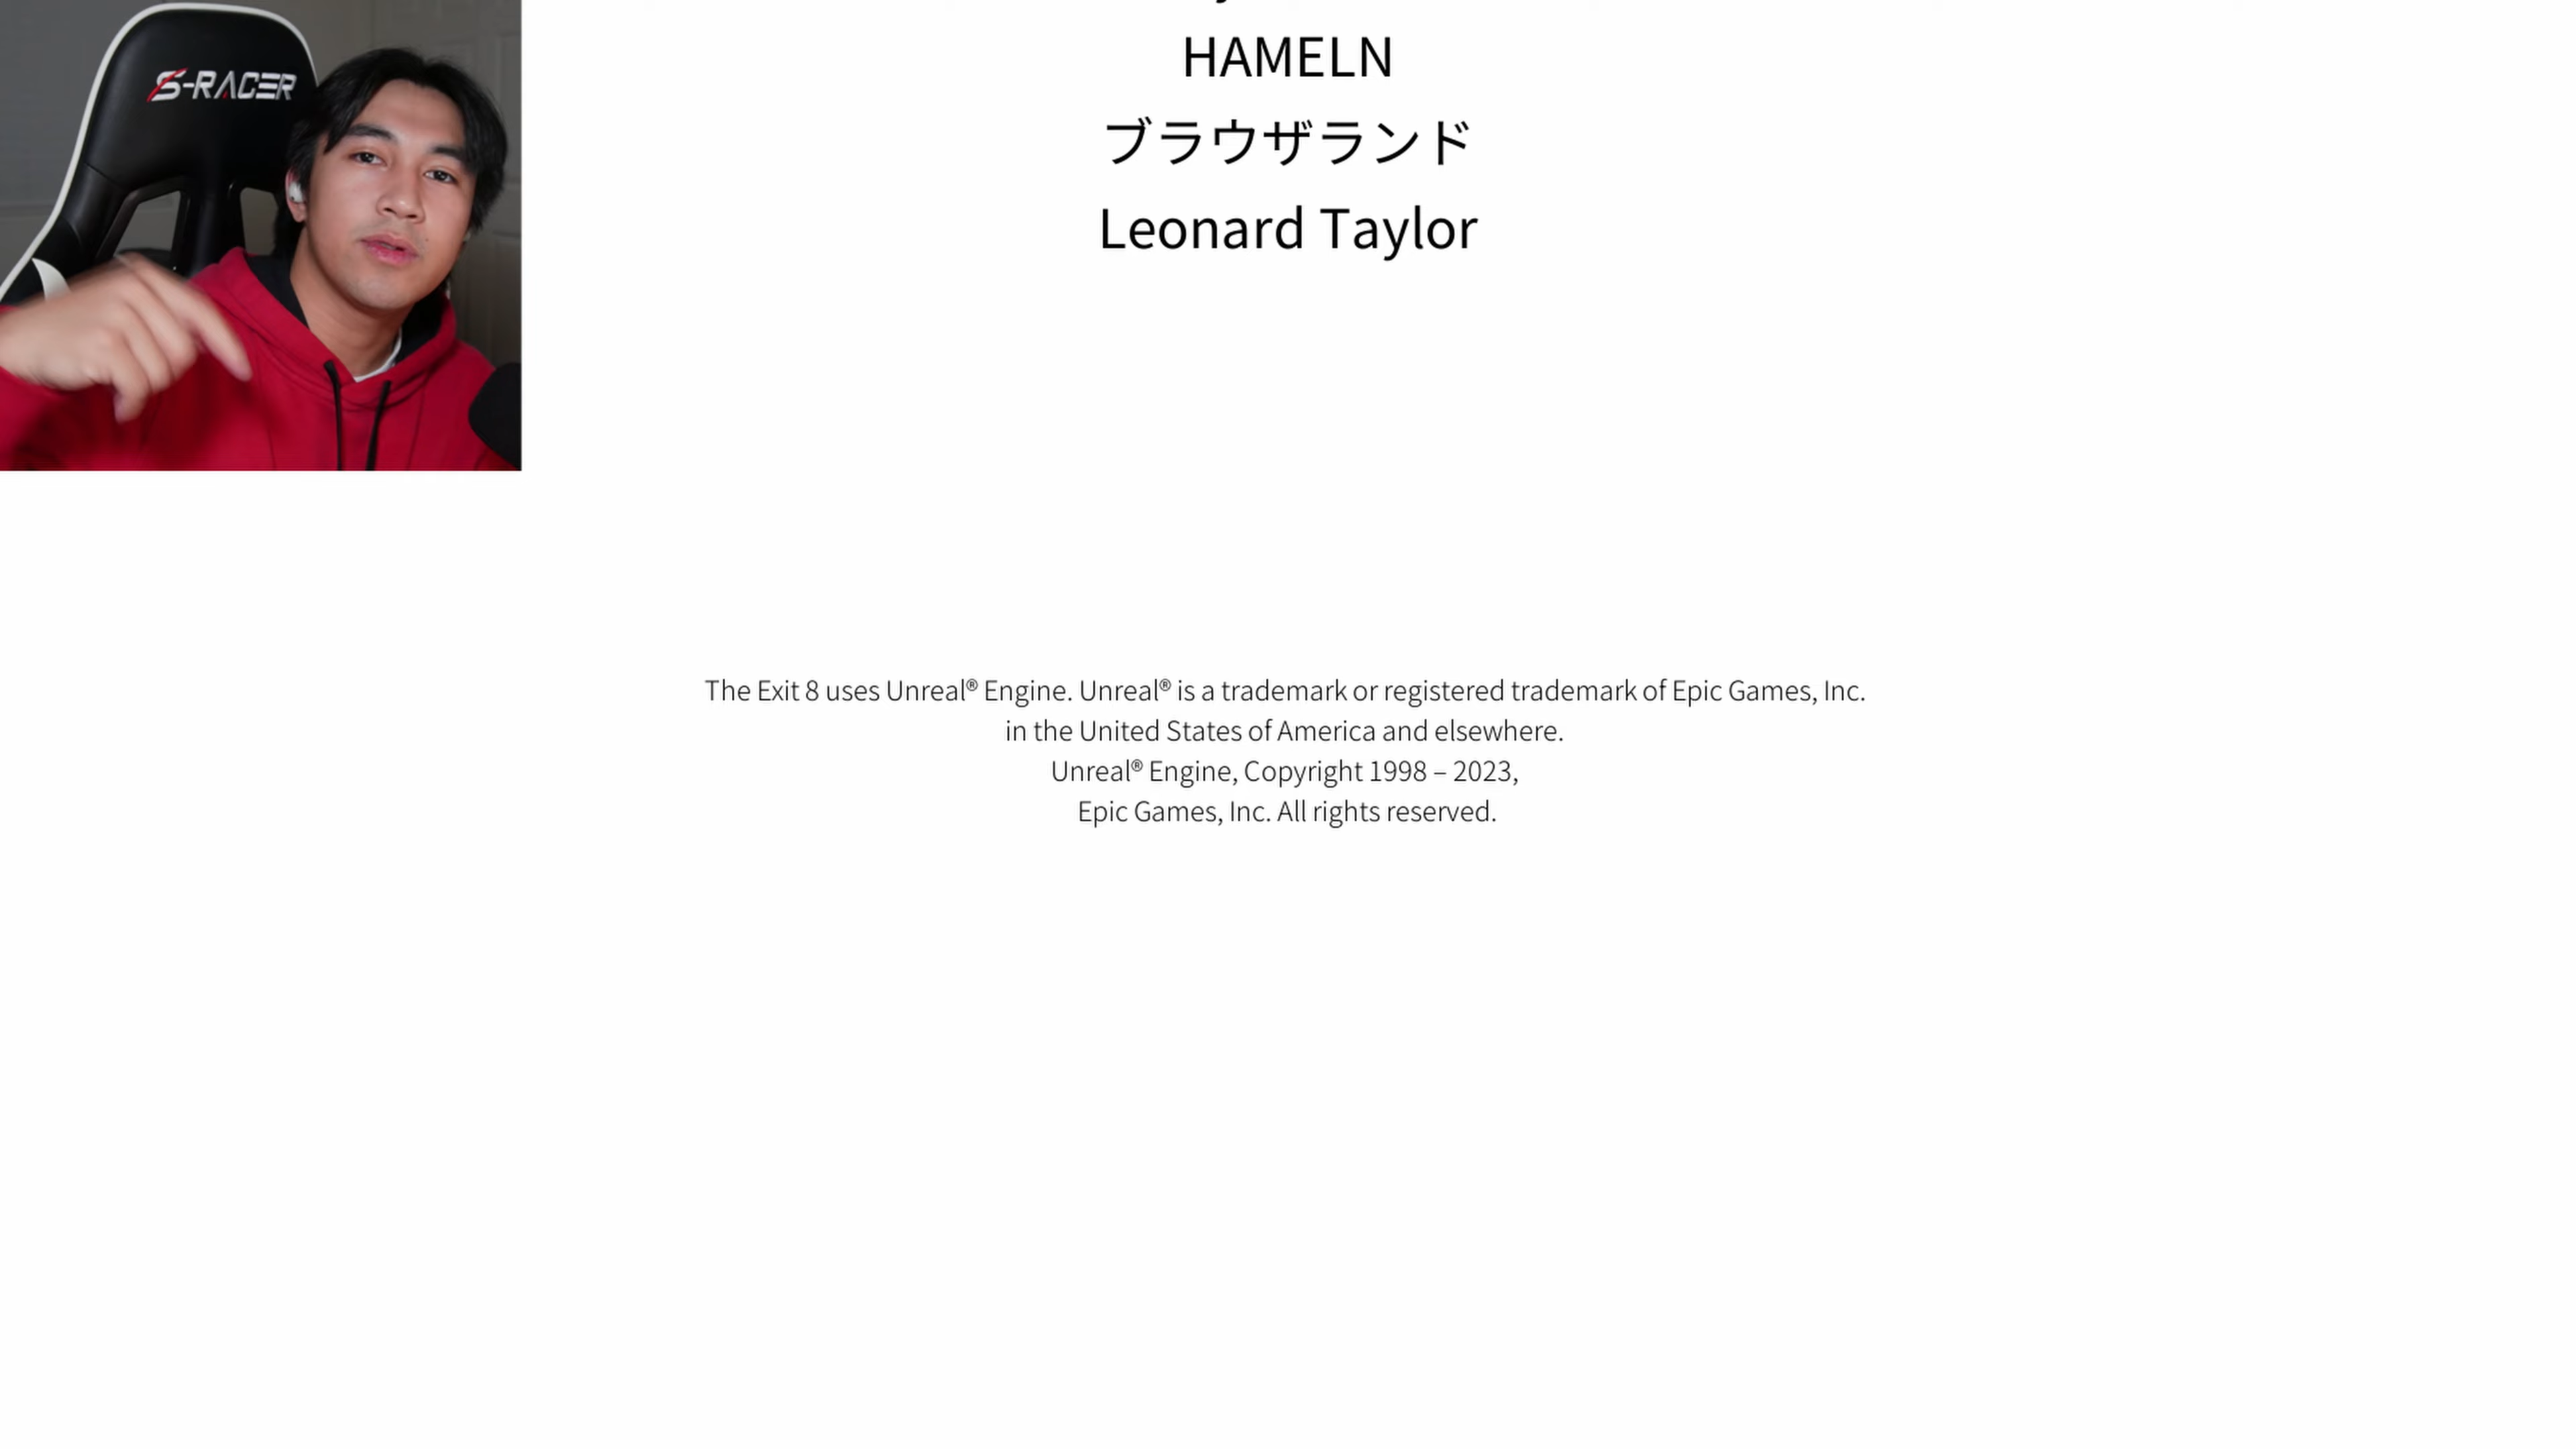 S-RACER
HAMELN
ブラウザランド
Leonard Taylor
The Exit 8 uses Unreal® Engine. Unreal® is a trademark or registered trademark of Epic Games, Inc.
in the United States of America and elsewhere.
Unreal® Engine, Copyright 1998 – 2023,
Epic Games, Inc. All rights reserved.